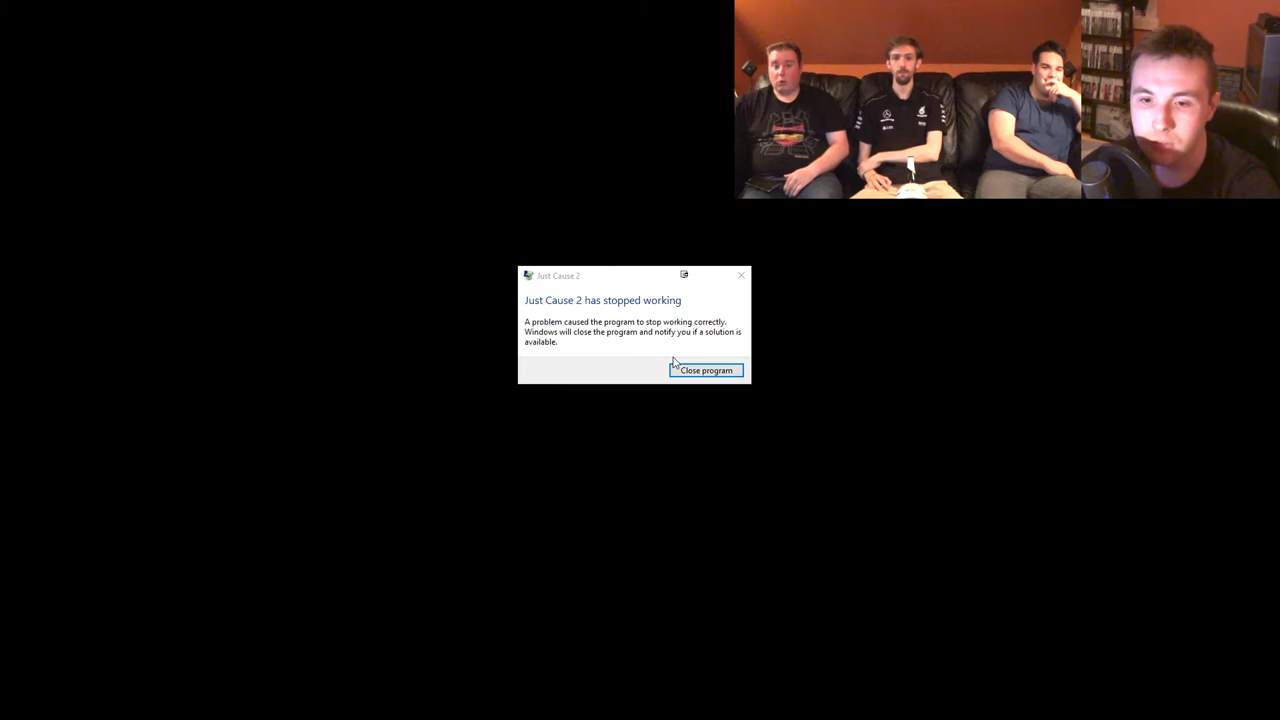 Just Cause 2
Just Cause 2 has stopped working
A problem caused the program to stop working correctly.
Windows will close the program and notify you if a solution is
available.
Close program